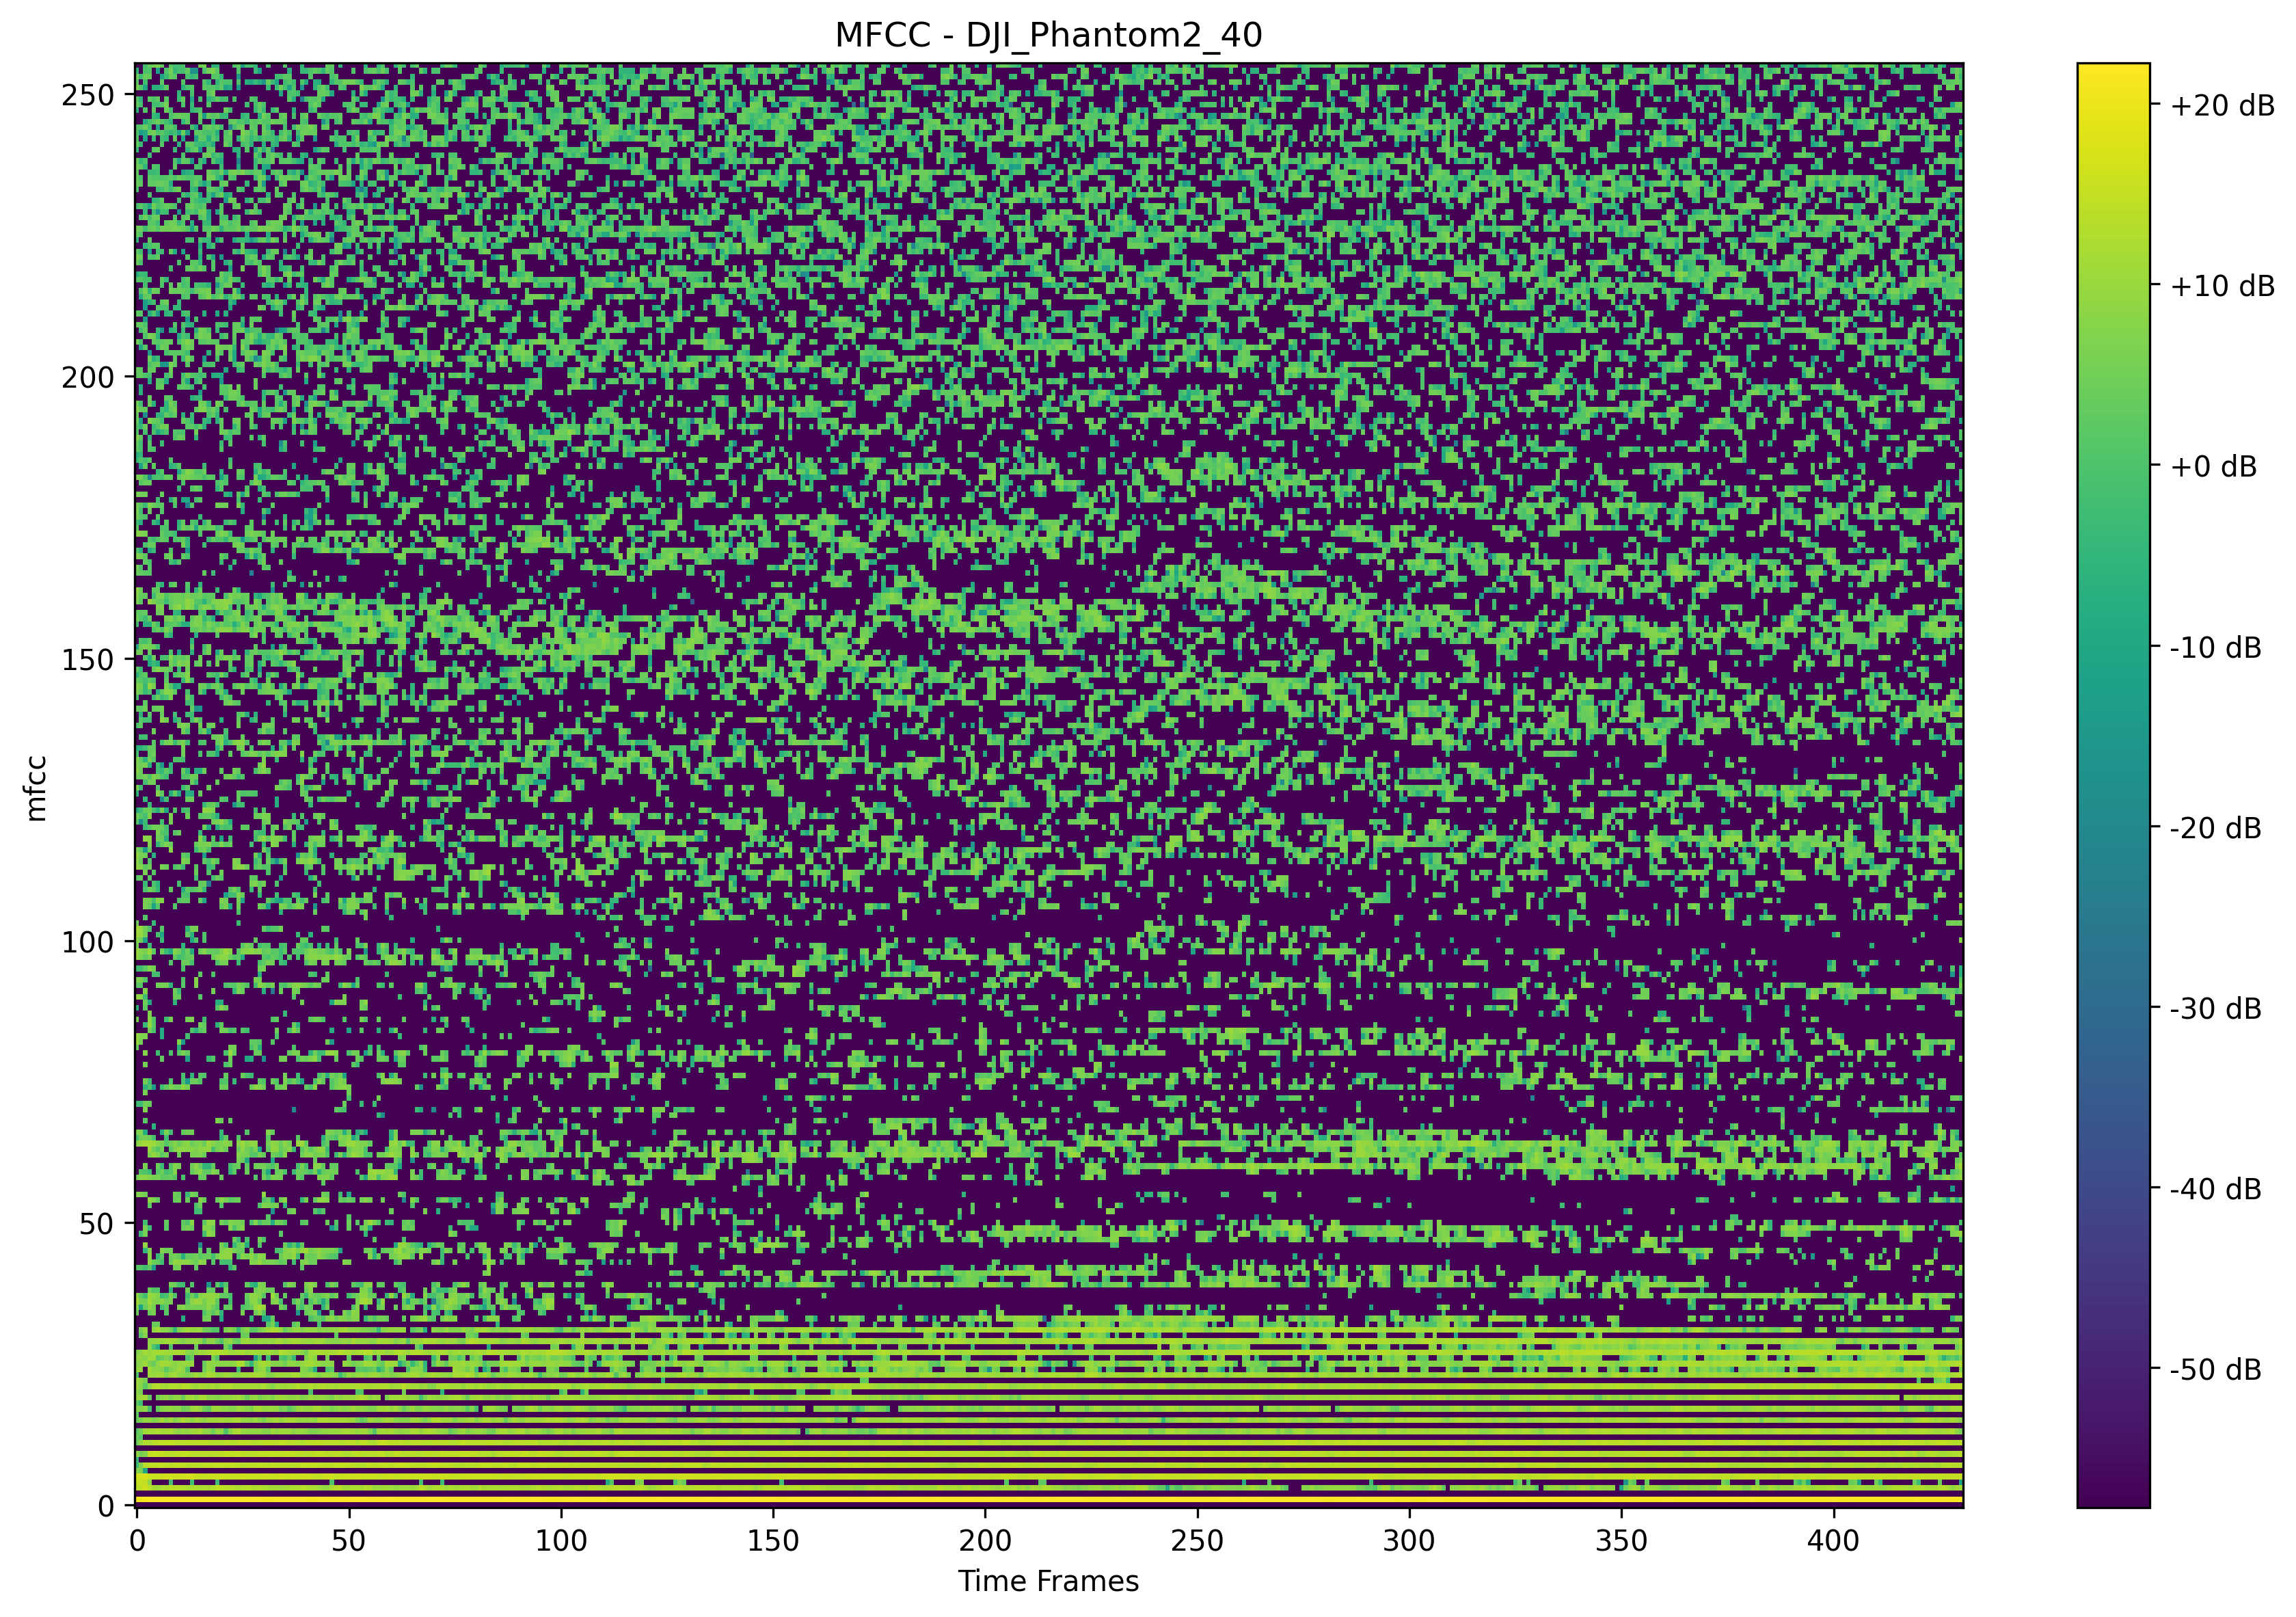 MFCC - DJI_Phantom2_40
250
200
150
100
50
0
mfcc
0 50 100 150 200 250 300 350 400
Time Frames
+20 dB
+10 dB
+0 dB
-10 dB
-20 dB
-30 dB
-40 dB
-50 dB